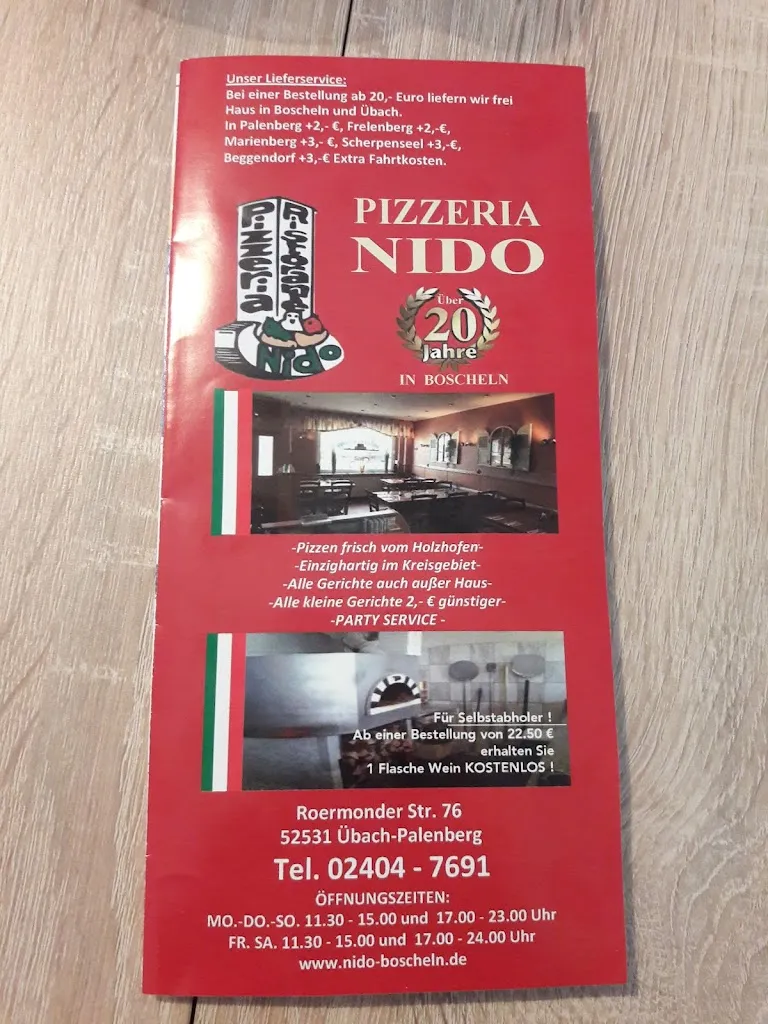 Unser Lieferservice:
Bei einer Bestellung ab 20,- Euro liefern wir frei
Haus in Boscheln und Übach.
In Palenberg +2,- €, Frelenberg +2,-€,
Marienberg +3,- €, Scherpenseel +3,-€,
Beggendorf +3,-€ Extra Fahrtkosten.
Pizzeria
Ristorante
Nido
PIZZERIA
NIDO
Über
20
Jahre
IN BOSCHELN
-Pizzen frisch vom Holzhofen-
-Einzighartig im Kreisgebiet-
-Alle Gerichte auch außer Haus-
-Alle kleine Gerichte 2,- € günstiger-
-PARTY SERVICE -
Für Selbstabholer !
Ab einer Bestellung von 22.50 €
erhalten Sie
1 Flasche Wein KOSTENLOS !
Roermonder Str. 76
52531 Übach-Palenberg
Tel. 02404 - 7691
ÖFFNUNGSZEITEN:
MO.-DO.-SO. 11.30 - 15.00 und 17.00 - 23.00 Uhr
FR. SA. 11.30 - 15.00 und 17.00 - 24.00 Uhr
www.nido-boscheln.de